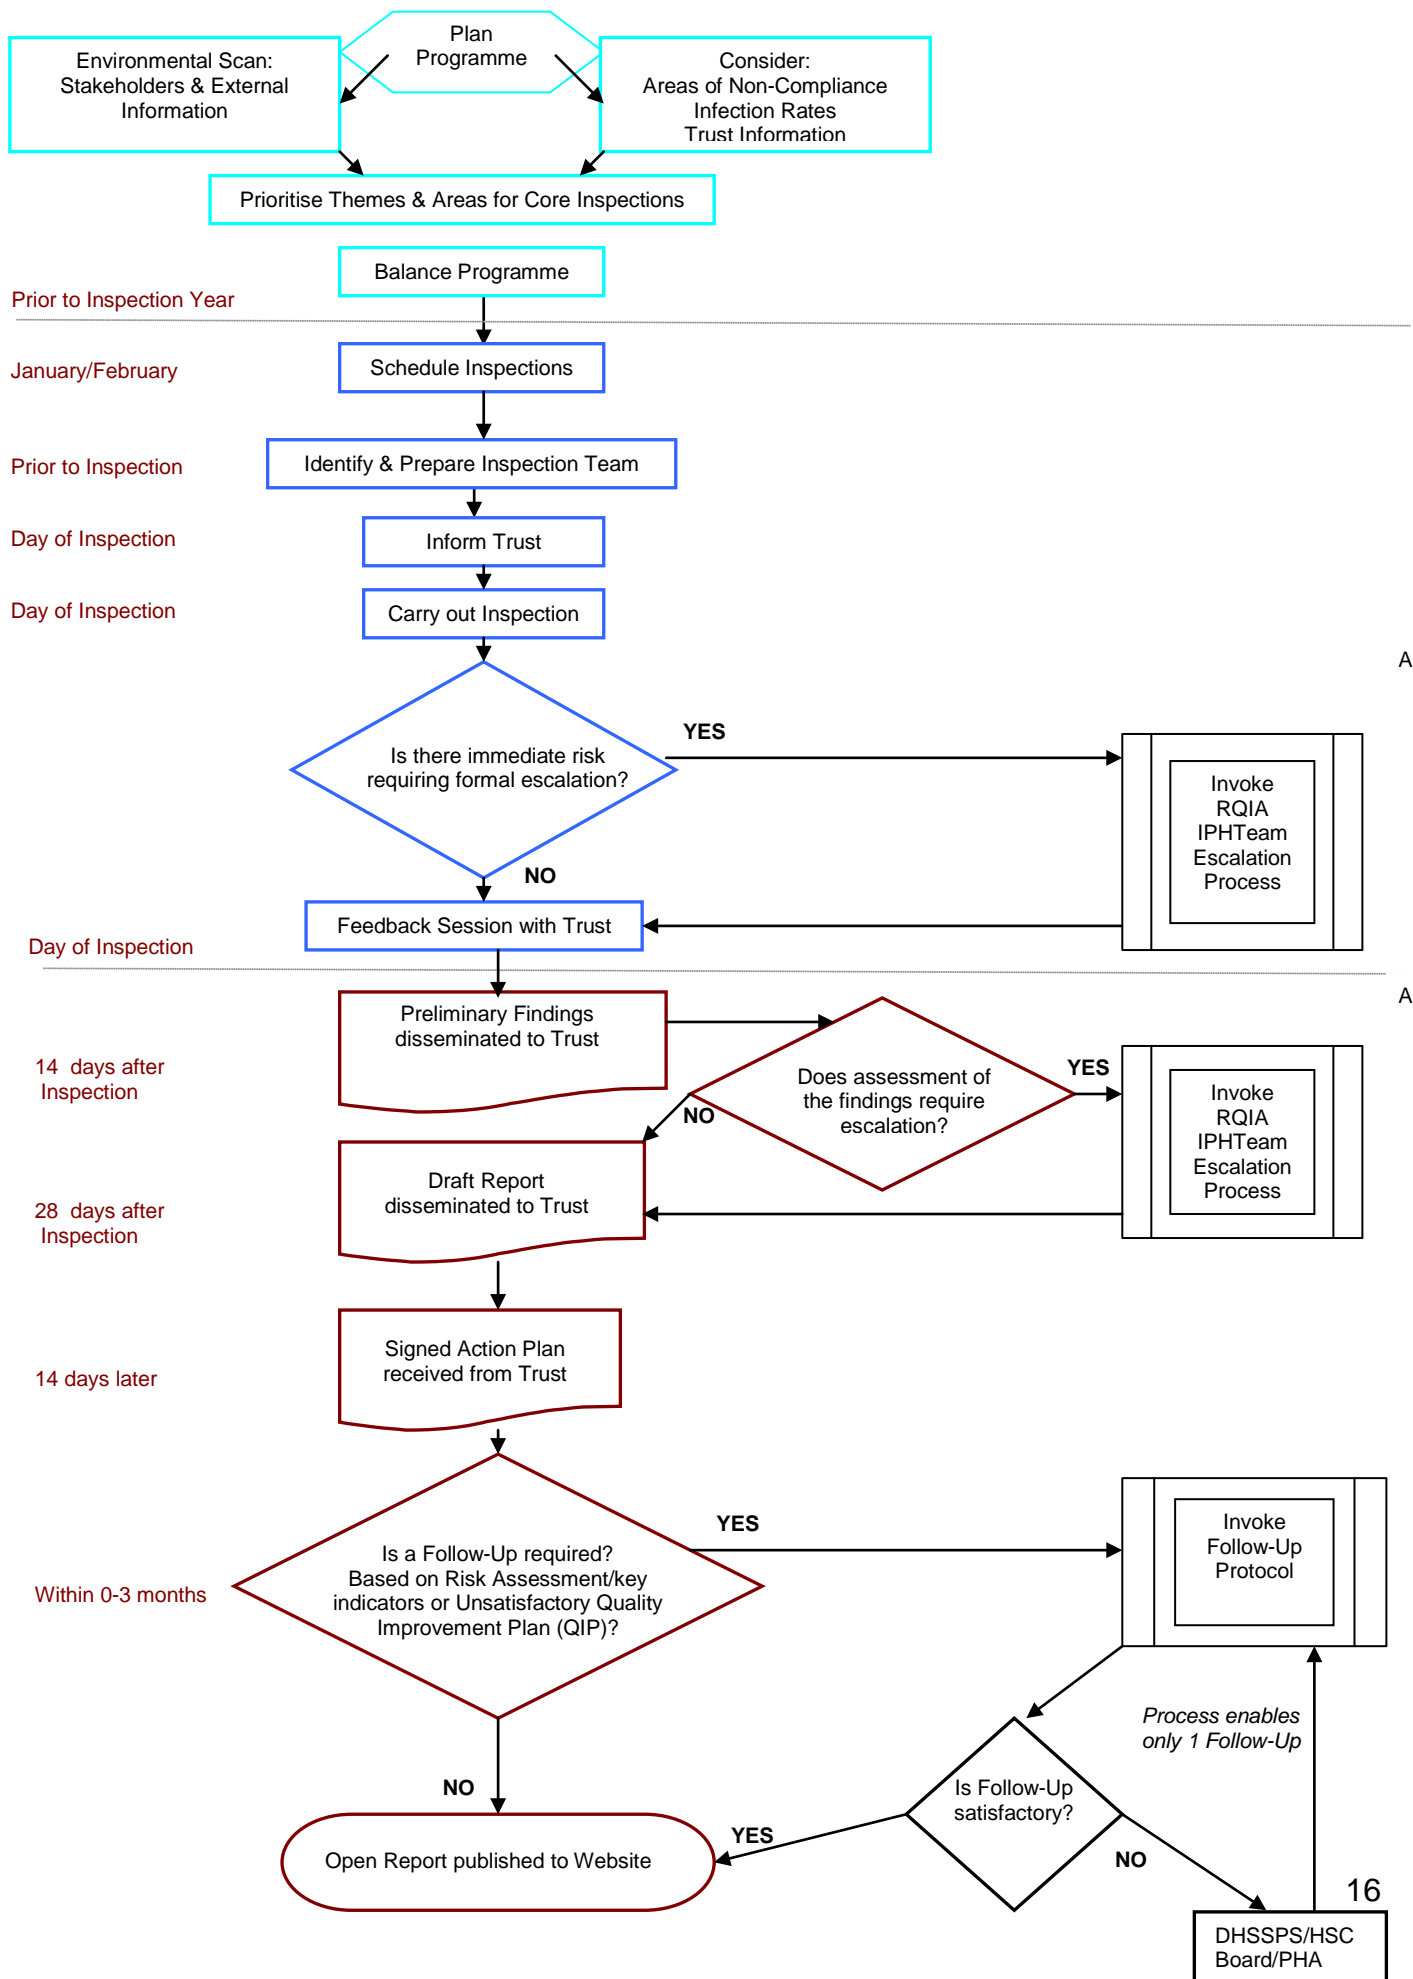 Plan
Programme
Environmental Scan:
Stakeholders & External
Information
Consider:
Areas of Non-Compliance
Infection Rates
Trust Information
Prioritise Themes & Areas for Core Inspections
Balance Programme
Prior to Inspection Year
January/February
Schedule Inspections
Prior to Inspection
Identify & Prepare Inspection Team
Day of Inspection
Inform Trust
Day of Inspection
Carry out Inspection
A
Is there immediate risk
requiring formal escalation?
YES
Invoke
RQIA
IPHTeam
Escalation
Process
NO
Feedback Session with Trust
Day of Inspection
A
Preliminary Findings
disseminated to Trust
14 days after
Inspection
Does assessment of
the findings require
escalation?
YES
NO
Invoke
RQIA
IPHTeam
Escalation
Process
Draft Report
disseminated to Trust
28 days after
Inspection
Signed Action Plan
received from Trust
14 days later
Is a Follow-Up required?
Based on Risk Assessment/key
indicators or Unsatisfactory Quality
Improvement Plan (QIP)?
Within 0-3 months
YES
Invoke
Follow-Up
Protocol
Process enables
only 1 Follow-Up
NO
Is Follow-Up
satisfactory?
YES
NO
Open Report published to Website
16
DHSSPS/HSC
Board/PHA